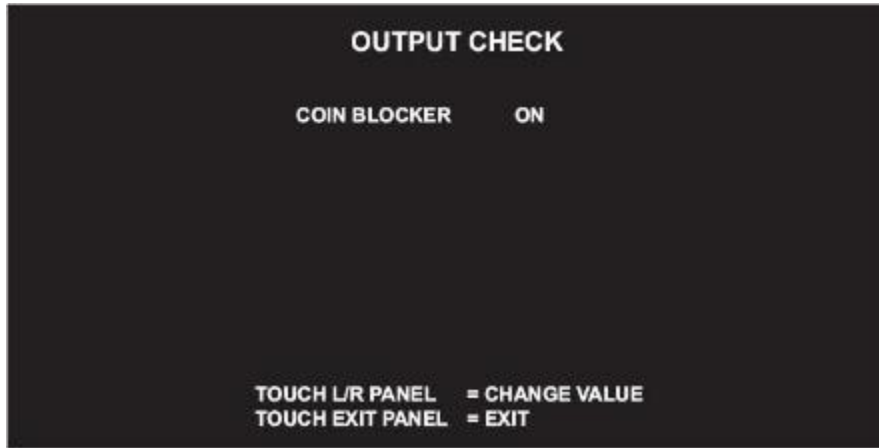 OUTPUT CHECK
COIN BLOCKER ON
TOUCH L/R PANEL = CHANGE VALUE
TOUCH EXIT PANEL = EXIT